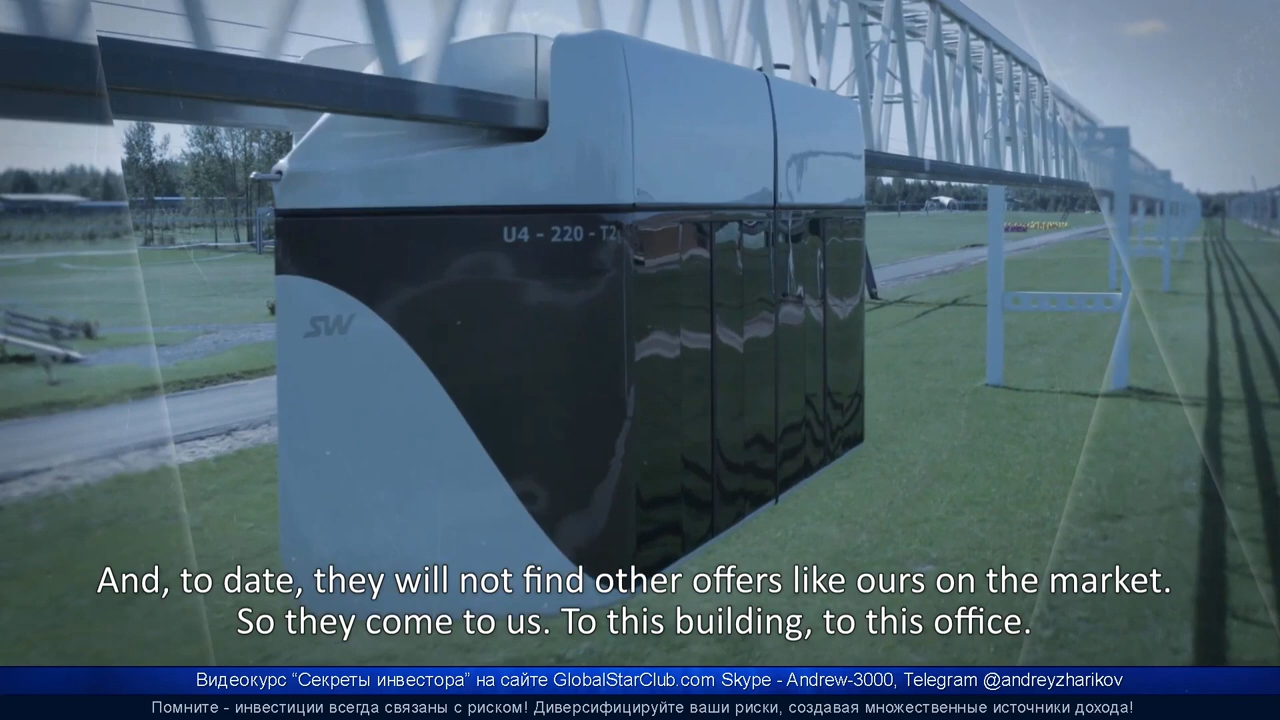 U4 - 220 - T2
SW
And, to date, they will not find other offers like ours on the market.
So they come to us. To this building, to this office.
Видеокурс “Секреты инвестора” на сайте GlobalStarClub.com Skype - Andrew-3000, Telegram @andreyzharikov
Помните - инвестиции всегда связаны с риском! Диверсифицируйте ваши риски, создавая множественные источники дохода!